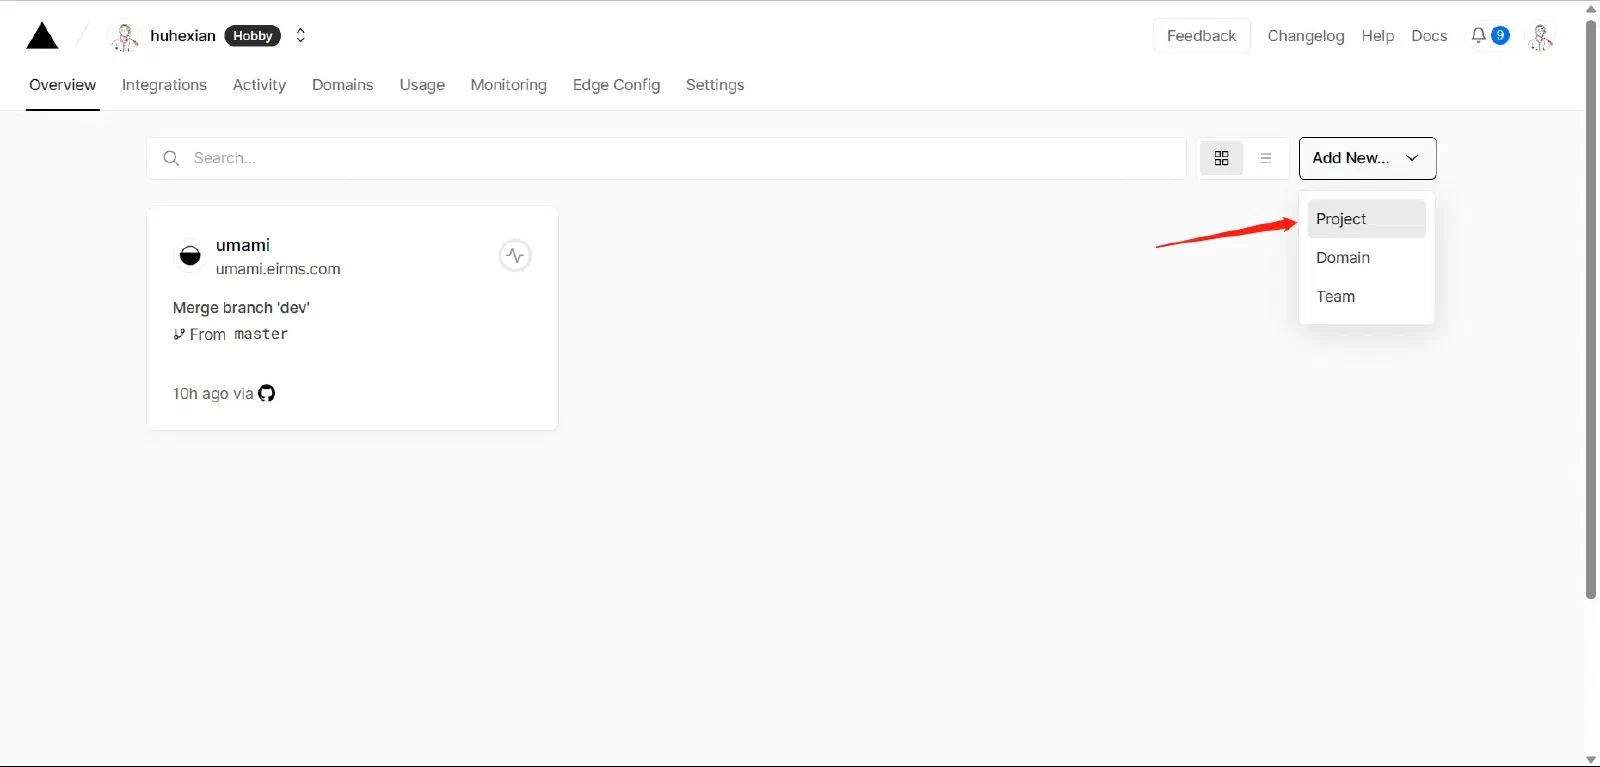 huhexian Hobby
Feedback Changelog Help Docs 9
Overview Integrations Activity Domains Usage Monitoring Edge Config Settings
Search...
Add New...
Project
Domain
Team
umami
umami.eirms.com
Merge branch 'dev'
From master
10h ago via